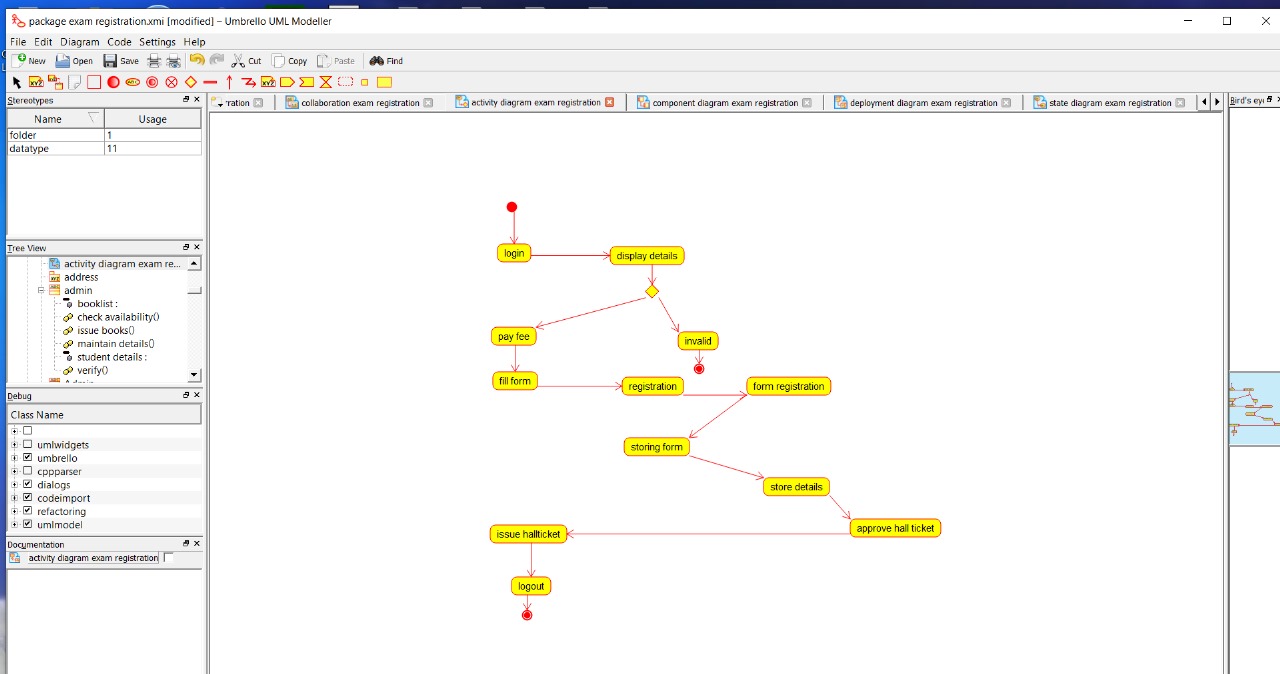 package exam registration.xmi [modified] – Umbrello UML Modeller
File Edit Diagram Code Settings Help
New Open Save Cut Copy Paste Find
Stereotypes
Name Usage
folder 1
datatype 11
ration
collaboration exam registration
activity diagram exam registration
component diagram exam registration
deployment diagram exam registration
state diagram exam registration
Bird's ey
Tree View
activity diagram exam re...
address
admin
booklist :
check availability()
issue books()
maintain details()
student details :
verify()
Debug
Class Name
umlwidgets
umbrello
cppparser
dialogs
codeimport
refactoring
umlmodel
Documentation
activity diagram exam registration
login
display details
pay fee
invalid
fill form
registration
form registration
storing form
store details
approve hall ticket
issue hallticket
logout